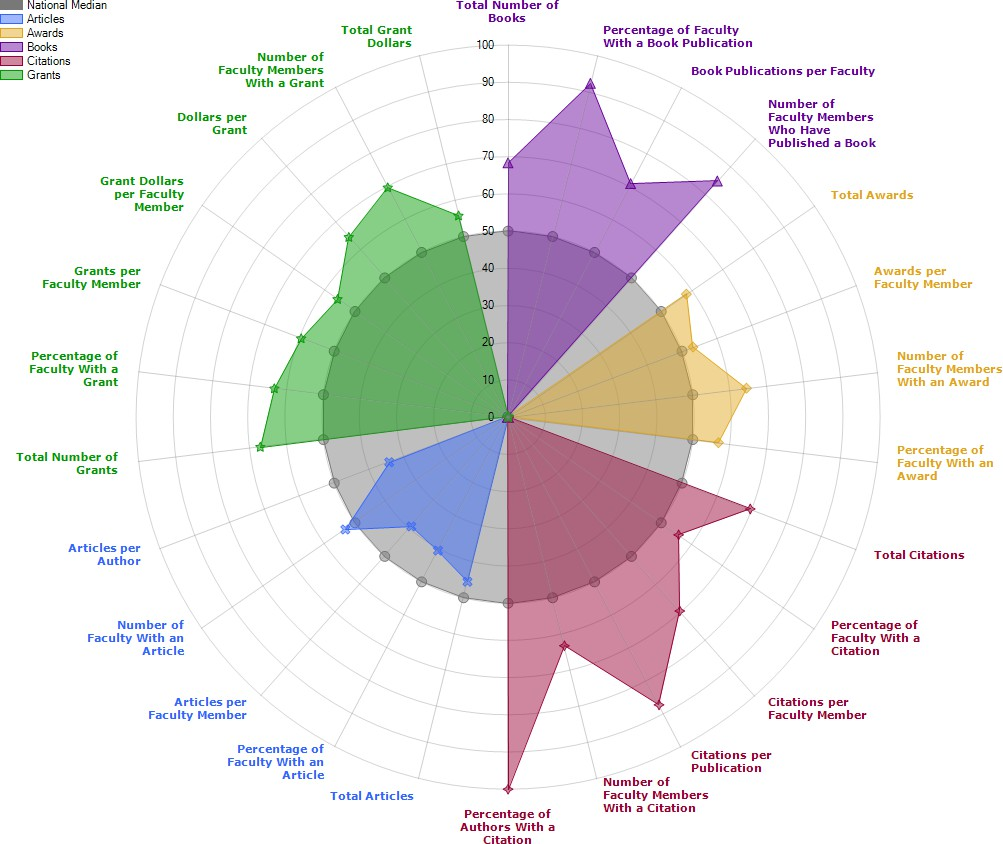 National Median
Articles
Awards
Books
Citations
Grants
Total Number of
Books
Percentage of Faculty
With a Book Publication
Book Publications per Faculty
Number of
Faculty Members
Who Have
Published a Book
Total Awards
Awards per
Faculty Member
Number of
Faculty Members
With an Award
Percentage of
Faculty With an
Award
Total Citations
Percentage of
Faculty With a
Citation
Citations per
Faculty Member
Citations per
Publication
Number of
Faculty Members
With a Citation
Percentage of
Authors With a
Citation
Total Articles
Percentage of
Faculty With an
Article
Articles per
Faculty Member
Number of
Faculty With an
Article
Articles per
Author
Total Number of
Grants
Percentage of
Faculty With a
Grant
Grants per
Faculty Member
Grant Dollars
per Faculty
Member
Dollars per
Grant
Number of
Faculty Members
With a Grant
Total Grant
Dollars
100
90
80
70
60
50
40
30
20
10
0